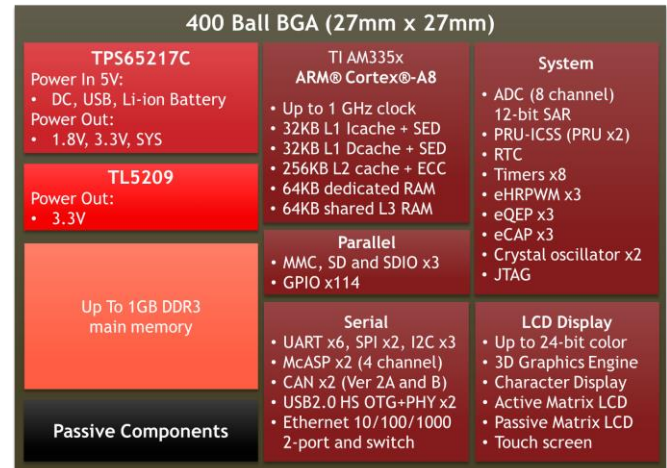 400 Ball BGA (27mm x 27mm)
TPS65217C
Power In 5V:
• DC, USB, Li-ion Battery
Power Out:
• 1.8V, 3.3V, SYS
TL5209
Power Out:
• 3.3V
Up To 1GB DDR3
main memory
Passive Components
TI AM335x
ARM® Cortex®-A8
• Up to 1 GHz clock
• 32KB L1 Icache + SED
• 32KB L1 Dcache + SED
• 256KB L2 cache + ECC
• 64KB dedicated RAM
• 64KB shared L3 RAM
Parallel
• MMC, SD and SDIO x3
• GPIO x114
Serial
• UART x6, SPI x2, I2C x3
• McASP x2 (4 channel)
• CAN x2 (Ver 2A and B)
• USB2.0 HS OTG+PHY x2
• Ethernet 10/100/1000
2-port and switch
System
• ADC (8 channel)
12-bit SAR
• PRU-ICSS (PRU x2)
• RTC
• Timers x8
• eHRPWM x3
• eQEP x3
• eCAP x3
• Crystal oscillator x2
• JTAG
LCD Display
• Up to 24-bit color
• 3D Graphics Engine
• Character Display
• Active Matrix LCD
• Passive Matrix LCD
• Touch screen